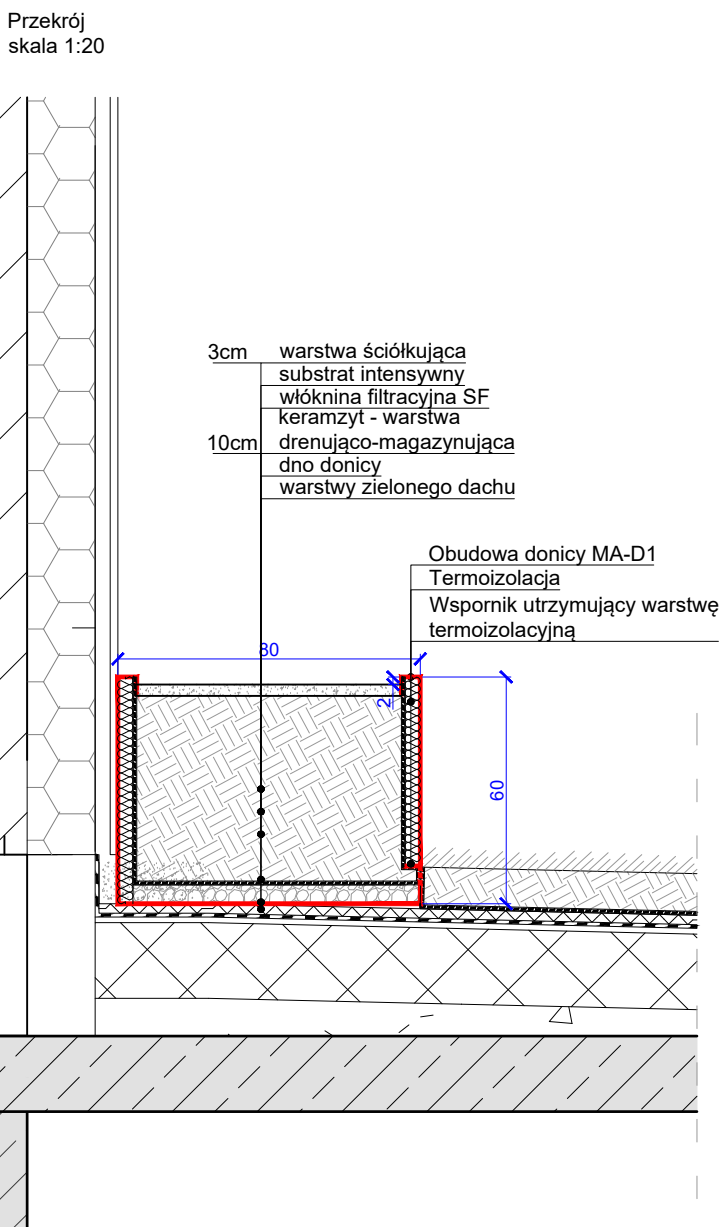 Przekrój
skala 1:20
3cm warstwa ściółkująca
substrat intensywny
włóknina filtracyjna SF
keramzyt - warstwa
10cm drenująco-magazynująca
dno donicy
warstwy zielonego dachu
Obudowa donicy MA-D1
Termoizolacja
Wspornik utrzymujący warstwę
termoizolacyjną
80
2
60